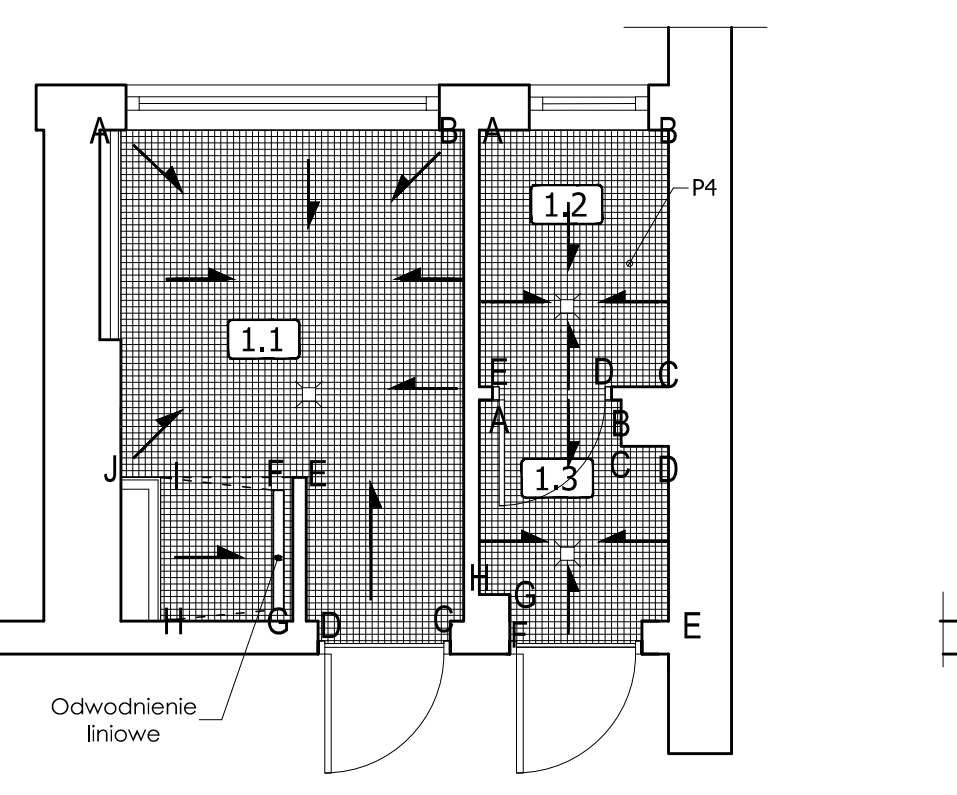 A
B
A
B
P4
1.2
1.1
E
D
C
A
B
C
D
J
I
F
E
1.3
H
G
H
G
D
C
F
E
Odwodnienie
liniowe